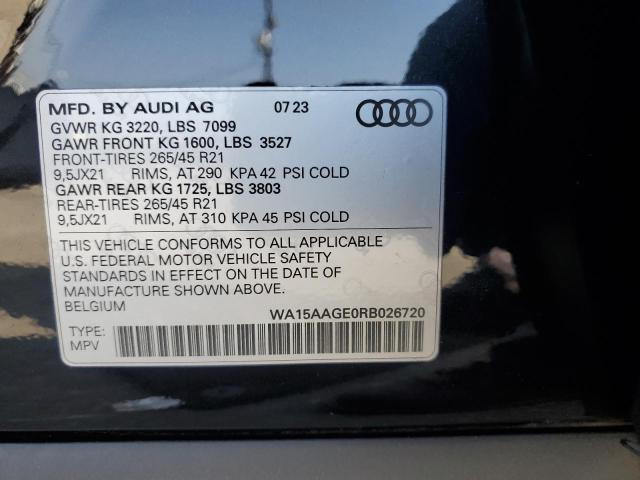 MFD. BY AUDI AG 07 23
GVWR KG 3220, LBS 7099
GAWR FRONT KG 1600, LBS 3527
FRONT-TIRES 265/45 R21
9,5JX21 RIMS, AT 290 KPA 42 PSI COLD
GAWR REAR KG 1725, LBS 3803
REAR-TIRES 265/45 R21
9,5JX21 RIMS, AT 310 KPA 45 PSI COLD
THIS VEHICLE CONFORMS TO ALL APPLICABLE
U.S. FEDERAL MOTOR VEHICLE SAFETY
STANDARDS IN EFFECT ON THE DATE OF
MANUFACTURE SHOWN ABOVE.
BELGIUM
WA15AAGE0RB026720
TYPE:
MPV